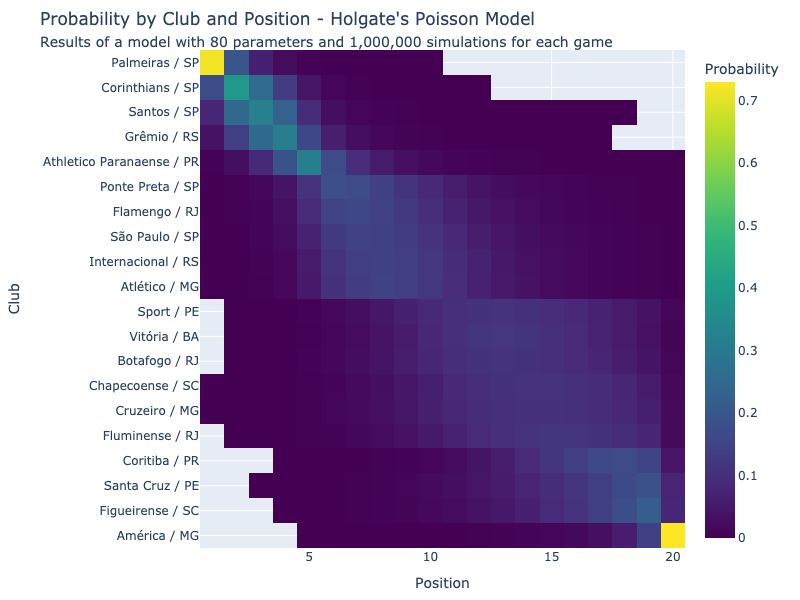 Probability by Club and Position - Holgate's Poisson Model
Results of a model with 80 parameters and 1,000,000 simulations for each game
Probability
Palmeiras / SP
Corinthians / SP
Santos / SP
Grêmio / RS
Athletico Paranaense / PR
Ponte Preta / SP
Flamengo / RJ
São Paulo / SP
Internacional / RS
Atlético / MG
Sport / PE
Vitória / BA
Botafogo / RJ
Chapecoense / SC
Cruzeiro / MG
Fluminense / RJ
Coritiba / PR
Santa Cruz / PE
Figueirense / SC
América / MG
Club
5
10
15
20
Position
0.7
0.6
0.5
0.4
0.3
0.2
0.1
0